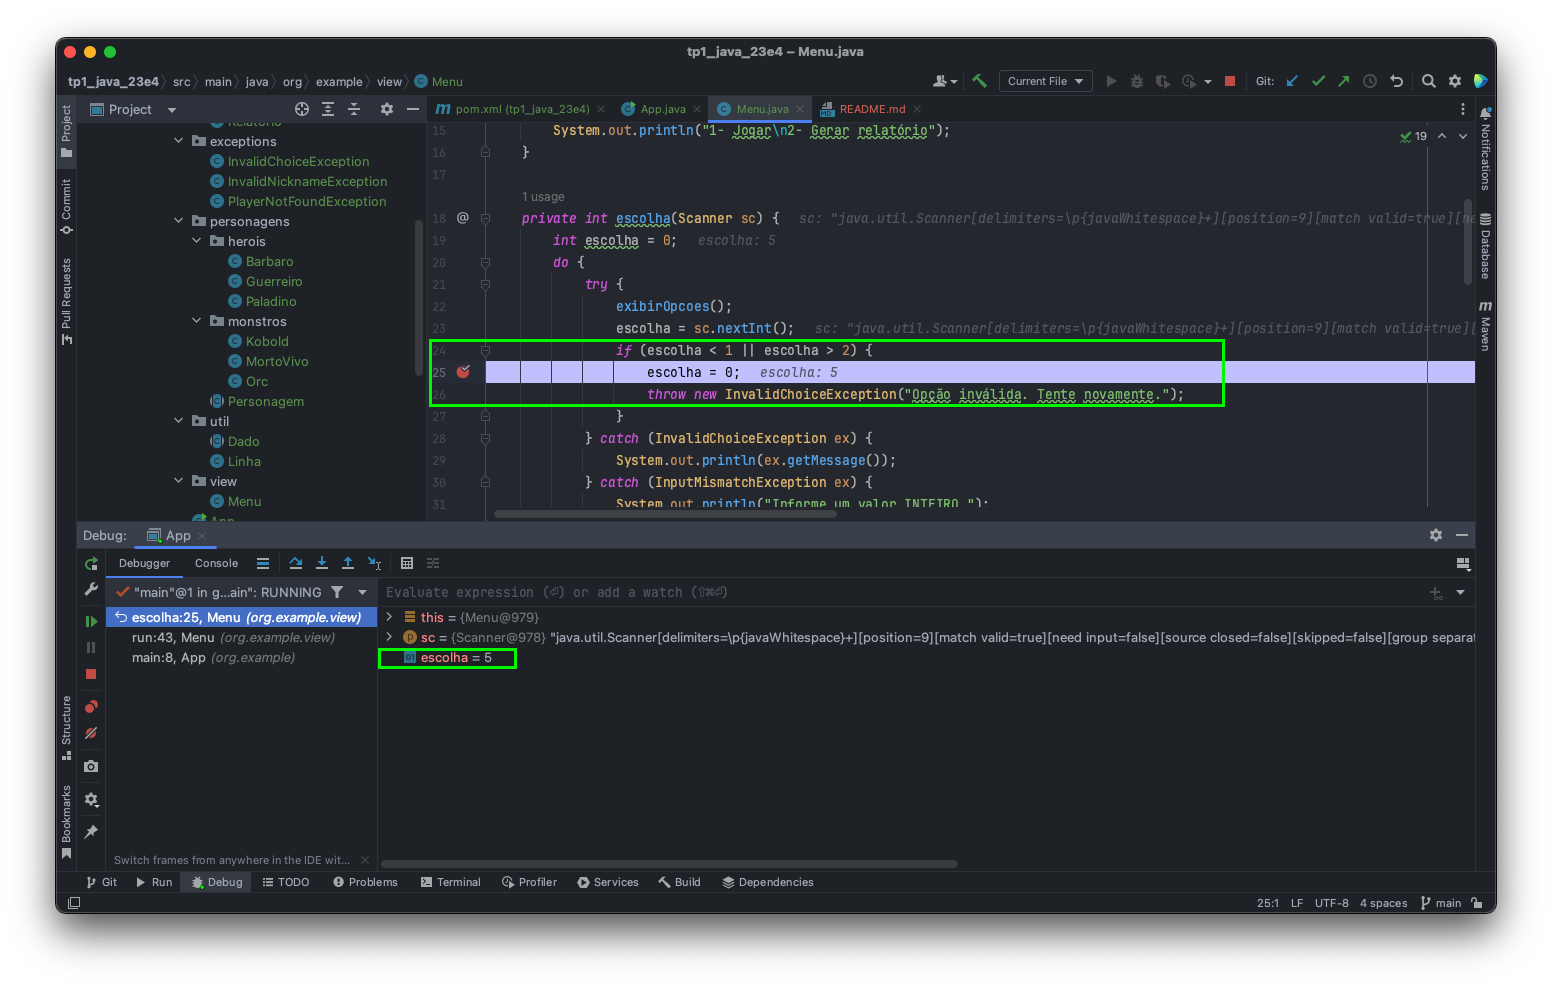 tp1_java_23e4 – Menu.java
tp1_java_23e4 src main java org example view Menu
Current File
Git:
Project
pom.xml (tp1_java_23e4) App.java Menu.java README.md
Project
Commit
Pull Requests
Structure
Bookmarks
Notifications
Database
Maven
Relatorio
exceptions
InvalidChoiceException
InvalidNicknameException
PlayerNotFoundException
personagens
herois
Barbaro
Guerreiro
Paladino
monstros
Kobold
MortoVivo
Orc
Personagem
util
Dado
Linha
view
Menu
App
19
15 System.out.println("1- Jogar\n2- Gerar relatório");
16 }
17
1 usage
18 @ private int escolha(Scanner sc) { sc: "java.util.Scanner[delimiters=\p{javaWhitespace}+][position=9][match valid=true][ne
19 int escolha = 0; escolha: 5
20 do {
21 try {
22 exibirOpcoes();
23 escolha = sc.nextInt(); sc: "java.util.Scanner[delimiters=\p{javaWhitespace}+][position=9][match valid=true][
24 if (escolha < 1 || escolha > 2) {
25 escolha = 0; escolha: 5
26 throw new InvalidChoiceException("Opção inválida. Tente novamente.");
27 }
28 } catch (InvalidChoiceException ex) {
29 System.out.println(ex.getMessage());
30 } catch (InputMismatchException ex) {
31 System.out.println("Informe um valor INTEIRO.");
Debug: App
Debugger Console
"main"@1 in g...ain": RUNNING
Evaluate expression (⏎) or add a watch (⇧⌘⏎)
escolha:25, Menu (org.example.view)
run:43, Menu (org.example.view)
main:8, App (org.example)
this = {Menu@979}
sc = {Scanner@978} "java.util.Scanner[delimiters=\p{javaWhitespace}+][position=9][match valid=true][need input=false][source closed=false][skipped=false][group separat
escolha = 5
Switch frames from anywhere in the IDE wit...
Git Run Debug TODO Problems Terminal Profiler Services Build Dependencies
25:1 LF UTF-8 4 spaces main